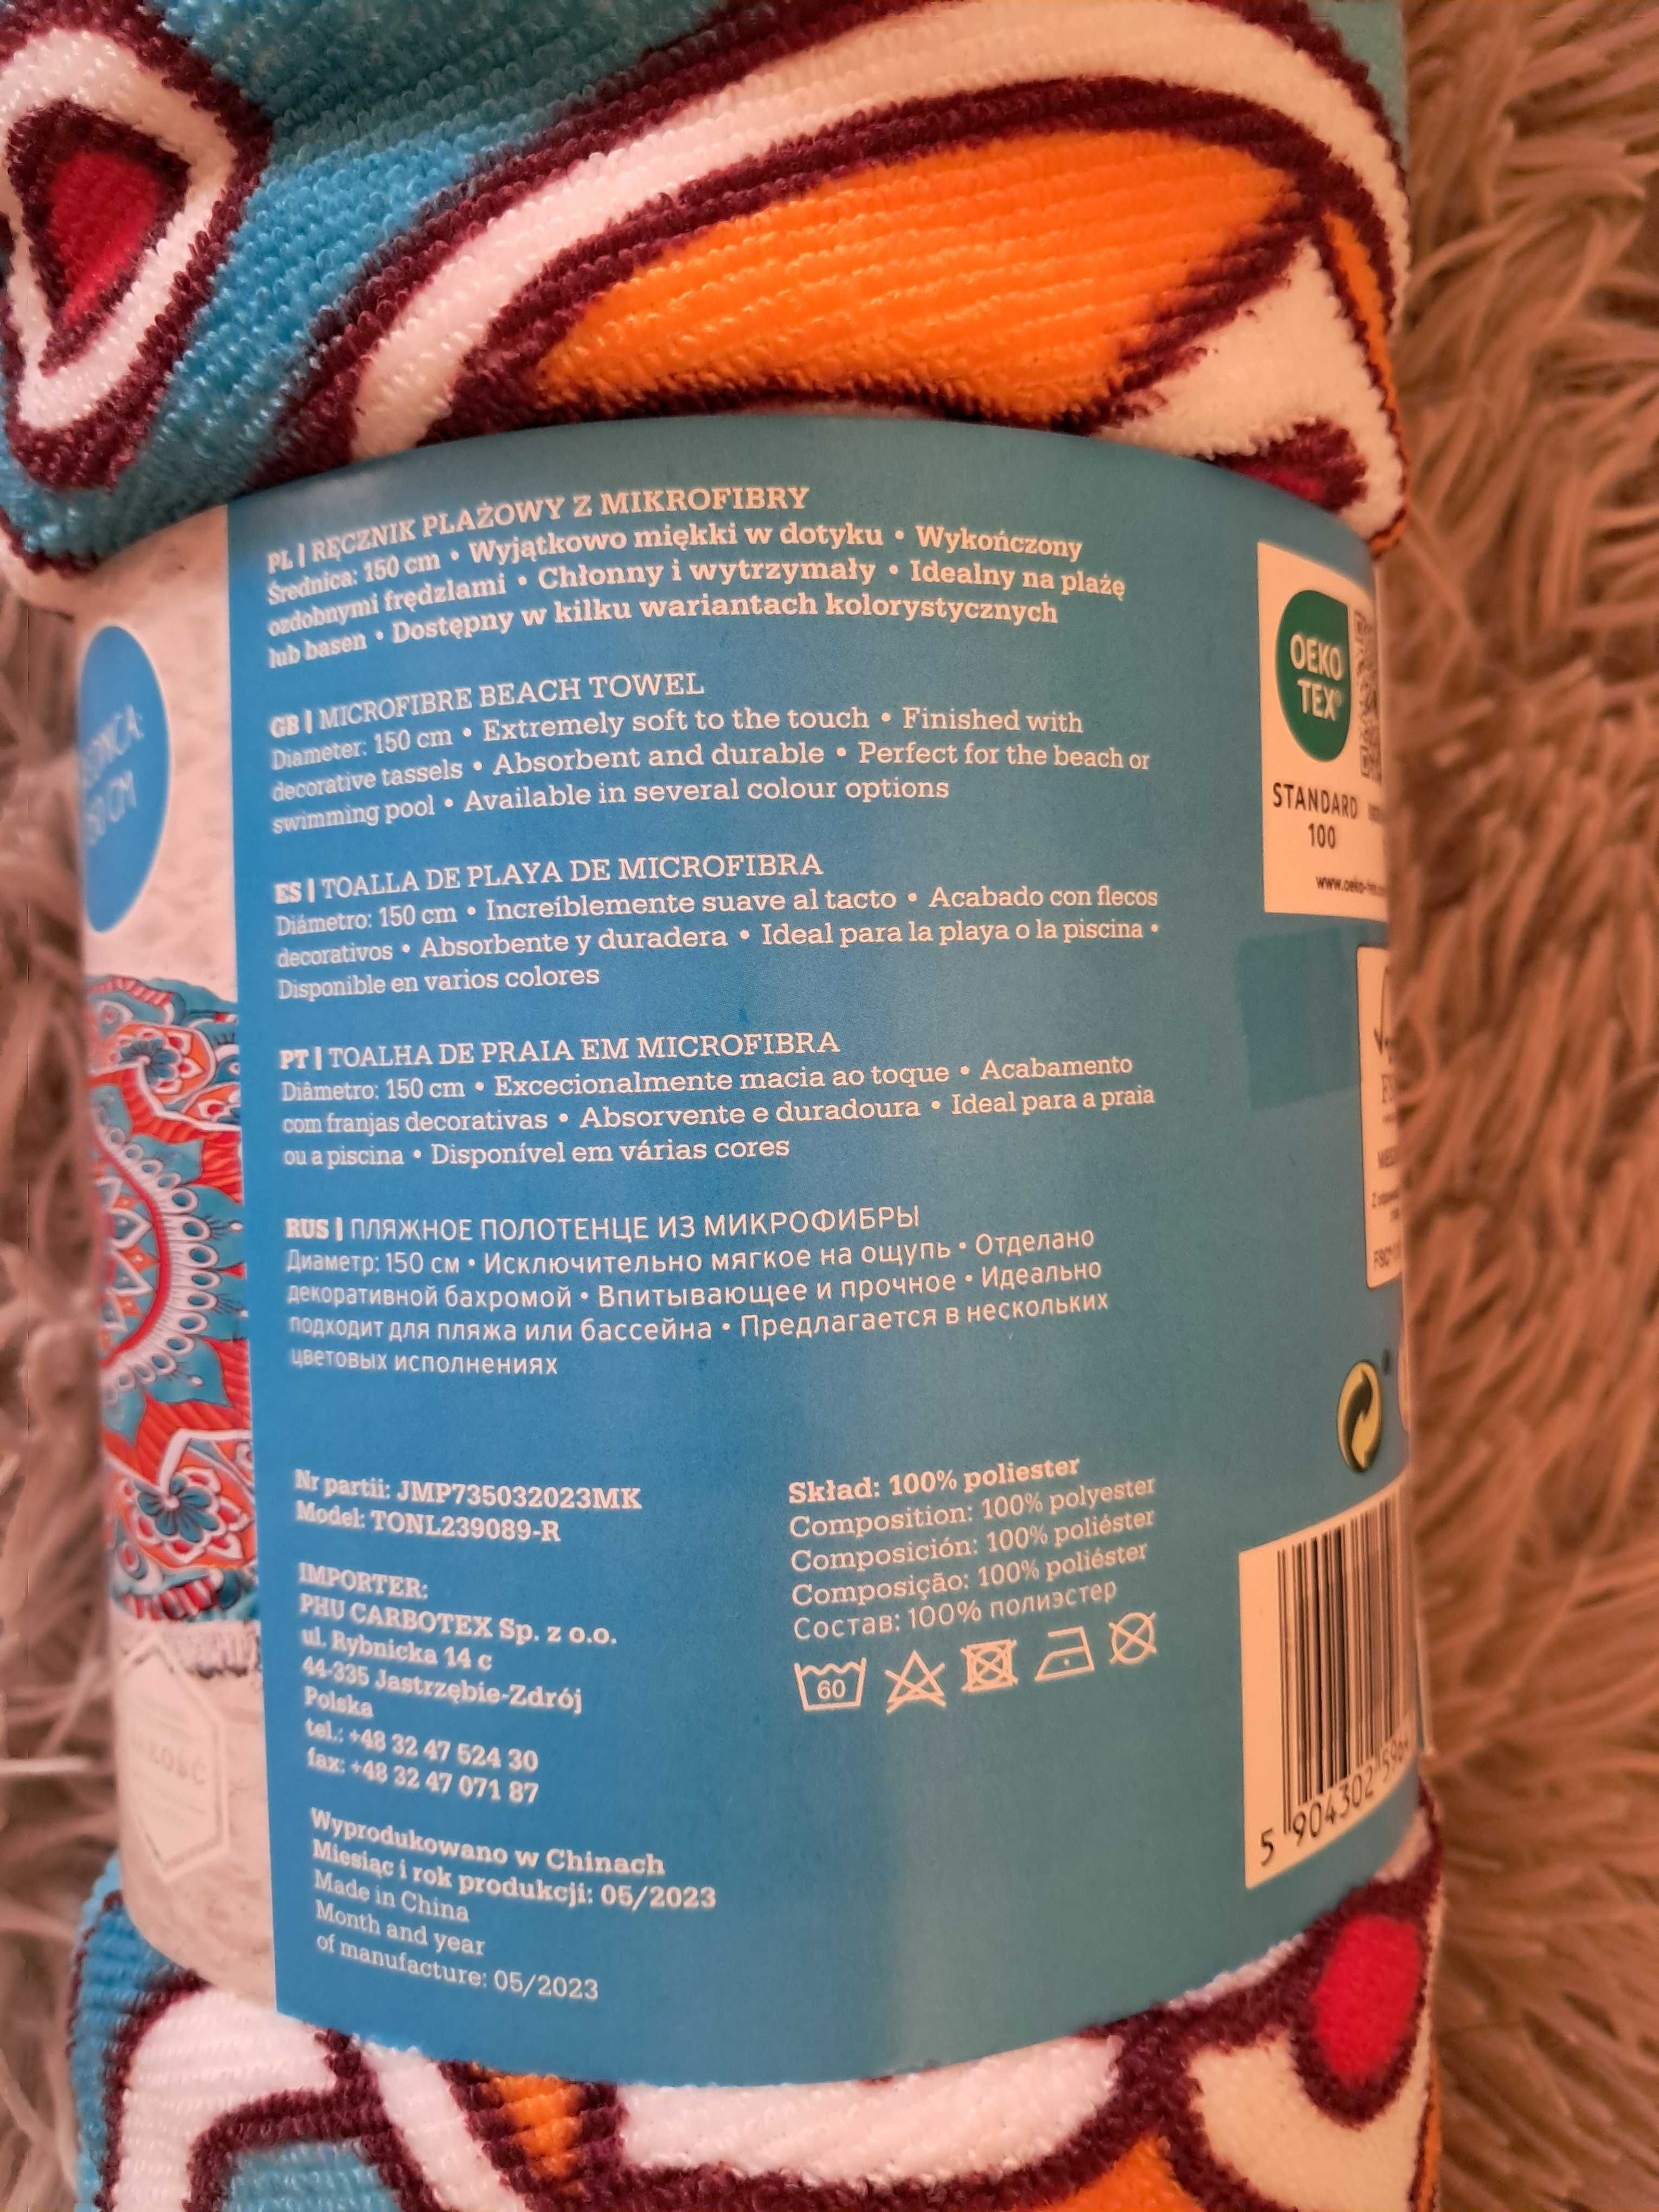 PL | RĘCZNIK PLAŻOWY Z MIKROFIBRY
Średnica: 150 cm • Wyjątkowo miękki w dotyku • Wykończony
ozdobnymi frędzlami • Chłonny i wytrzymały • Idealny na plażę
lub basen • Dostępny w kilku wariantach kolorystycznych
GB | MICROFIBRE BEACH TOWEL
Diameter: 150 cm • Extremely soft to the touch • Finished with
decorative tassels • Absorbent and durable • Perfect for the beach or
swimming pool • Available in several colour options
ES | TOALLA DE PLAYA DE MICROFIBRA
Diámetro: 150 cm • Increíblemente suave al tacto • Acabado con flecos
decorativos • Absorbente y duradera • Ideal para la playa o la piscina •
Disponible en varios colores
PT | TOALHA DE PRAIA EM MICROFIBRA
Diâmetro: 150 cm • Excecionalmente macia ao toque • Acabamento
com franjas decorativas • Absorvente e duradoura • Ideal para a praia
ou a piscina • Disponível em várias cores
RUS | ПЛЯЖНОЕ ПОЛОТЕНЦЕ ИЗ МИКРОФИБРЫ
Диаметр: 150 см • Исключительно мягкое на ощупь • Отделано
декоративной бахромой • Впитывающее и прочное • Идеально
подходит для пляжа или бассейна • Предлагается в нескольких
цветовых исполнениях
Nr partii: JMP735032023MK
Model: TONL239089-R
IMPORTER:
PHU CARBOTEX Sp. z o.o.
ul. Rybnicka 14 c
44-335 Jastrzębie-Zdrój
Polska
tel.: +48 32 47 524 30
fax: +48 32 47 071 87
Wyprodukowano w Chinach
Miesiąc i rok produkcji: 05/2023
Made in China
Month and year
of manufacture: 05/2023
Skład: 100% poliester
Composition: 100% polyester
Composición: 100% poliéster
Composição: 100% poliéster
Состав: 100% полиэстер
60
OEKO
TEX®
STANDARD
100
5 904302